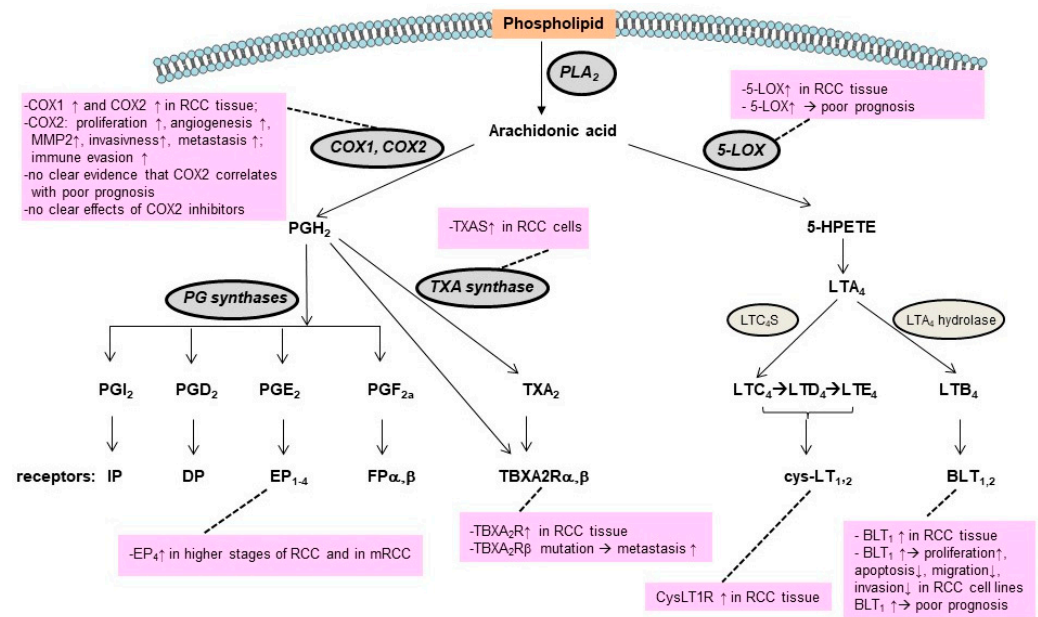 Phospholipid
PLA2
-COX1 ↑ and COX2 ↑ in RCC tissue;
-COX2: proliferation ↑, angiogenesis ↑,
MMP2↑, invasivness↑, metastasis ↑;
immune evasion ↑
-no clear evidence that COX2 correlates
with poor prognosis
-no clear effects of COX2 inhibitors
-5-LOX↑ in RCC tissue
- 5-LOX↑ → poor prognosis
Arachidonic acid
COX1, COX2
5-LOX
PGH2
-TXAS↑ in RCC cells
5-HPETE
PG synthases
TXA synthase
LTA4
LTC4S
LTA4 hydrolase
PGI2
PGD2
PGE2
PGF2a
TXA2
LTC4→LTD4→LTE4
LTB4
receptors: IP
DP
EP1-4
FPα,β
TBXA2Rα,β
cys-LT1,2
BLT1,2
-EP4↑ in higher stages of RCC and in mRCC
-TBXA2R↑ in RCC tissue
-TBXA2Rβ mutation → metastasis ↑
CysLT1R ↑ in RCC tissue
- BLT1 ↑ in RCC tissue
- BLT1 ↑→ proliferation↑,
apoptosis↓, migration↓,
invasion↓ in RCC cell lines
BLT1 ↑→ poor prognosis